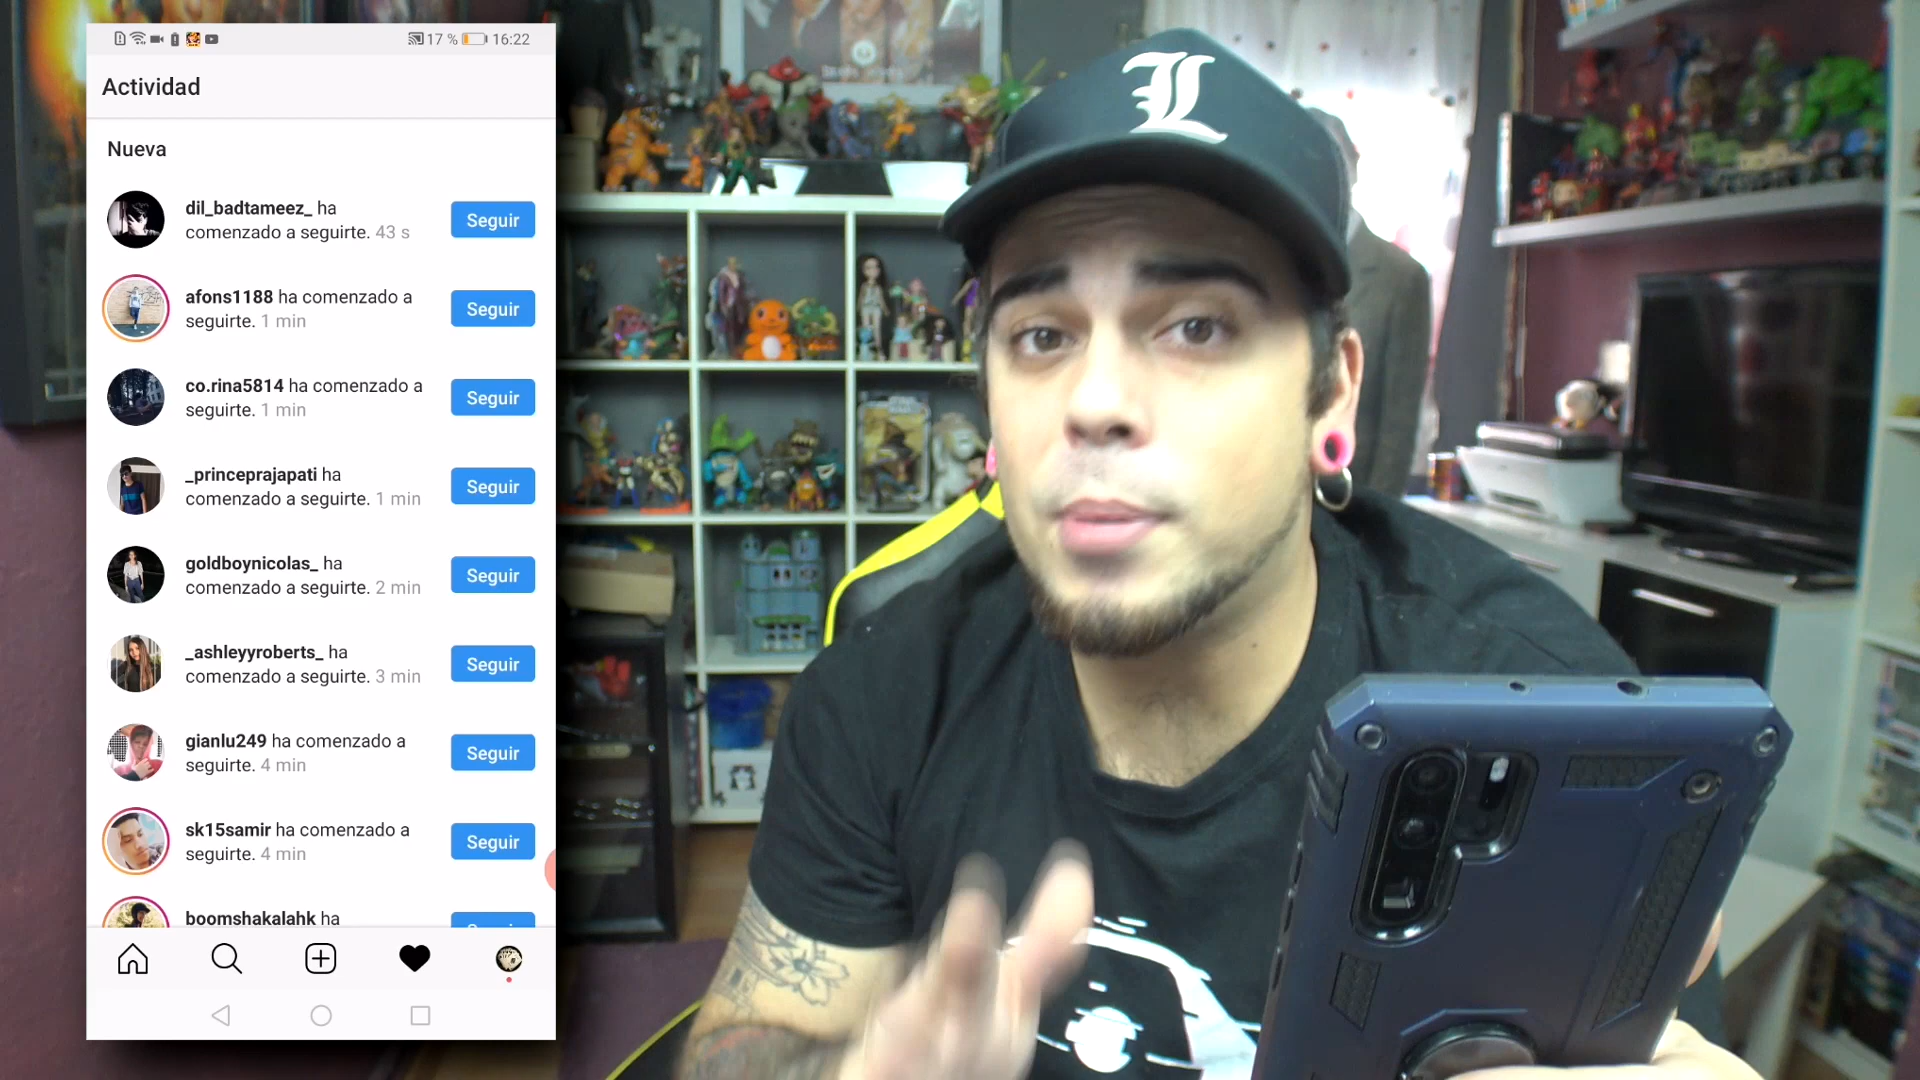 17 % 16:22
Actividad
Nueva
dil_badtameez_ ha
comenzado a seguirte. 43 s
Seguir
afons1188 ha comenzado a
seguirte. 1 min
Seguir
co.rina5814 ha comenzado a
seguirte. 1 min
Seguir
_princeprajapati ha
comenzado a seguirte. 1 min
Seguir
goldboynicolas_ ha
comenzado a seguirte. 2 min
Seguir
_ashleyyroberts_ ha
comenzado a seguirte. 3 min
Seguir
gianlu249 ha comenzado a
seguirte. 4 min
Seguir
sk15samir ha comenzado a
seguirte. 4 min
Seguir
boomshakalahk ha
L